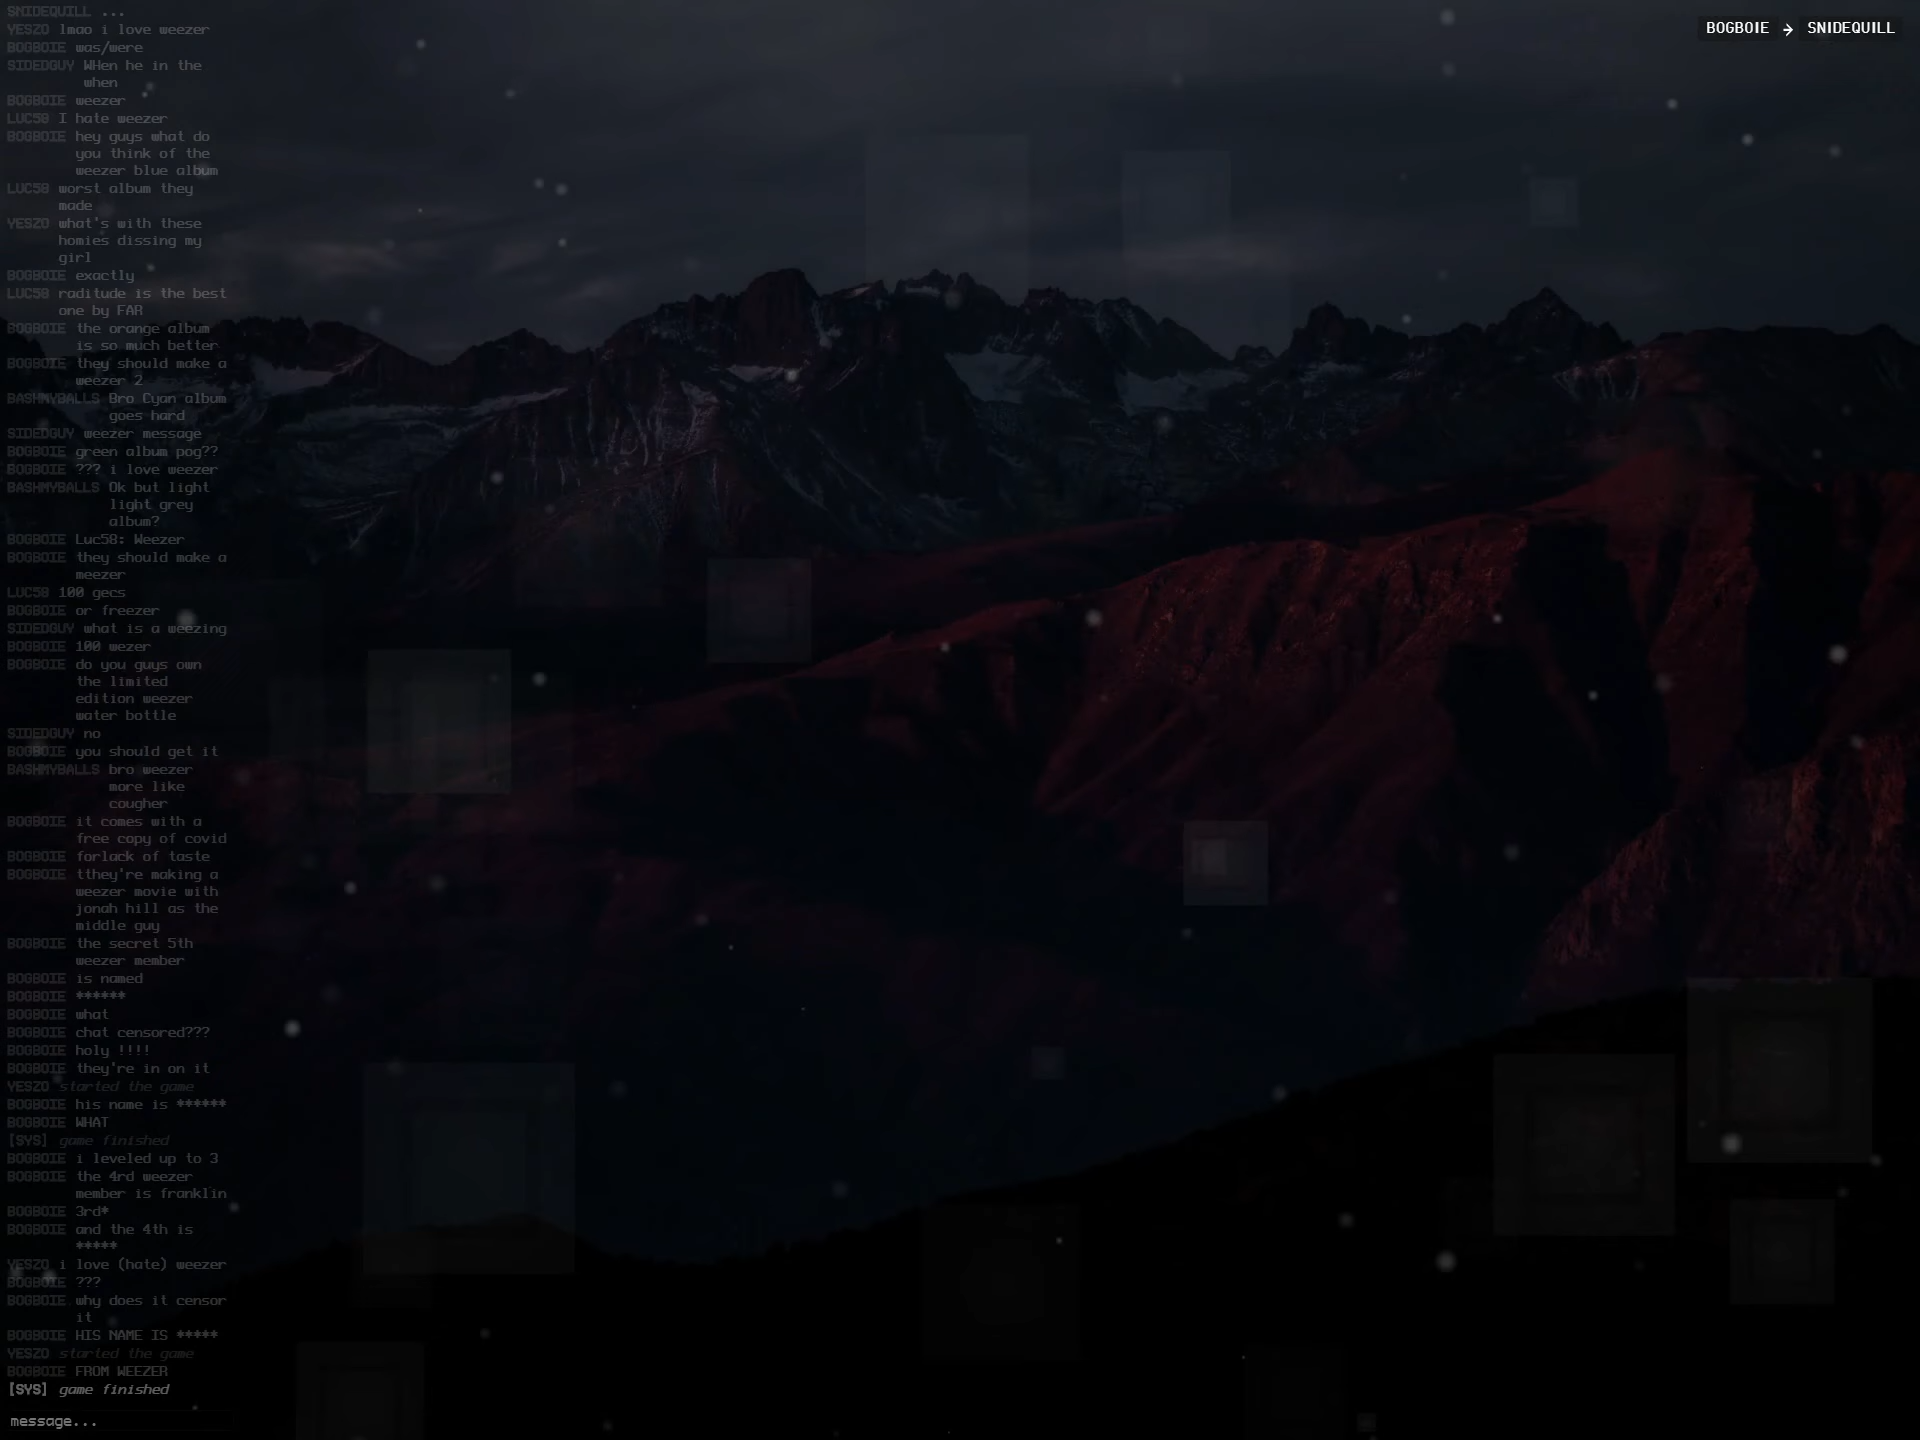 SNIDEQUILL ...
YESZO lmao i love weezer
BOGBOIE was/were
SIDEDGUY WHen he in the
when
BOGBOIE weezer
LUC58 I hate weezer
BOGBOIE hey guys what do
you think of the
weezer blue album
LUC58 worst album they
made
YESZO what's with these
homies dissing my
girl
BOGBOIE exactly
LUC58 raditude is the best
one by FAR
BOGBOIE the orange album
is so much better
BOGBOIE they should make a
weezer 2
BASHMYBALLS Bro Cyan album
goes hard
SIDEDGUY weezer message
BOGBOIE green album pog??
BOGBOIE ??? i love weezer
BASHMYBALLS Ok but light
light grey
album?
BOGBOIE Luc58: Weezer
BOGBOIE they should make a
meezer
LUC58 100 gecs
BOGBOIE or freezer
SIDEDGUY what is a weezing
BOGBOIE 100 wezer
BOGBOIE do you guys own
the limited
edition weezer
water bottle
SIDEDGUY no
BOGBOIE you should get it
BASHMYBALLS bro weezer
more like
cougher
BOGBOIE it comes with a
free copy of covid
BOGBOIE forlack of taste
BOGBOIE tthey're making a
weezer movie with
jonah hill as the
middle guy
BOGBOIE the secret 5th
weezer member
BOGBOIE is named
BOGBOIE ******
BOGBOIE what
BOGBOIE chat censored???
BOGBOIE holy !!!!
BOGBOIE they're in on it
YESZO started the game
BOGBOIE his name is ******
BOGBOIE WHAT
[SYS] game finished
BOGBOIE i leveled up to 3
BOGBOIE the 4rd weezer
member is franklin
BOGBOIE 3rd*
BOGBOIE and the 4th is
*****
YESZO i love (hate) weezer
BOGBOIE ???
BOGBOIE why does it censor
it
BOGBOIE HIS NAME IS *****
YESZO started the game
BOGBOIE FROM WEEZER
[SYS] game finished
message...
BOGBOIE → SNIDEQUILL